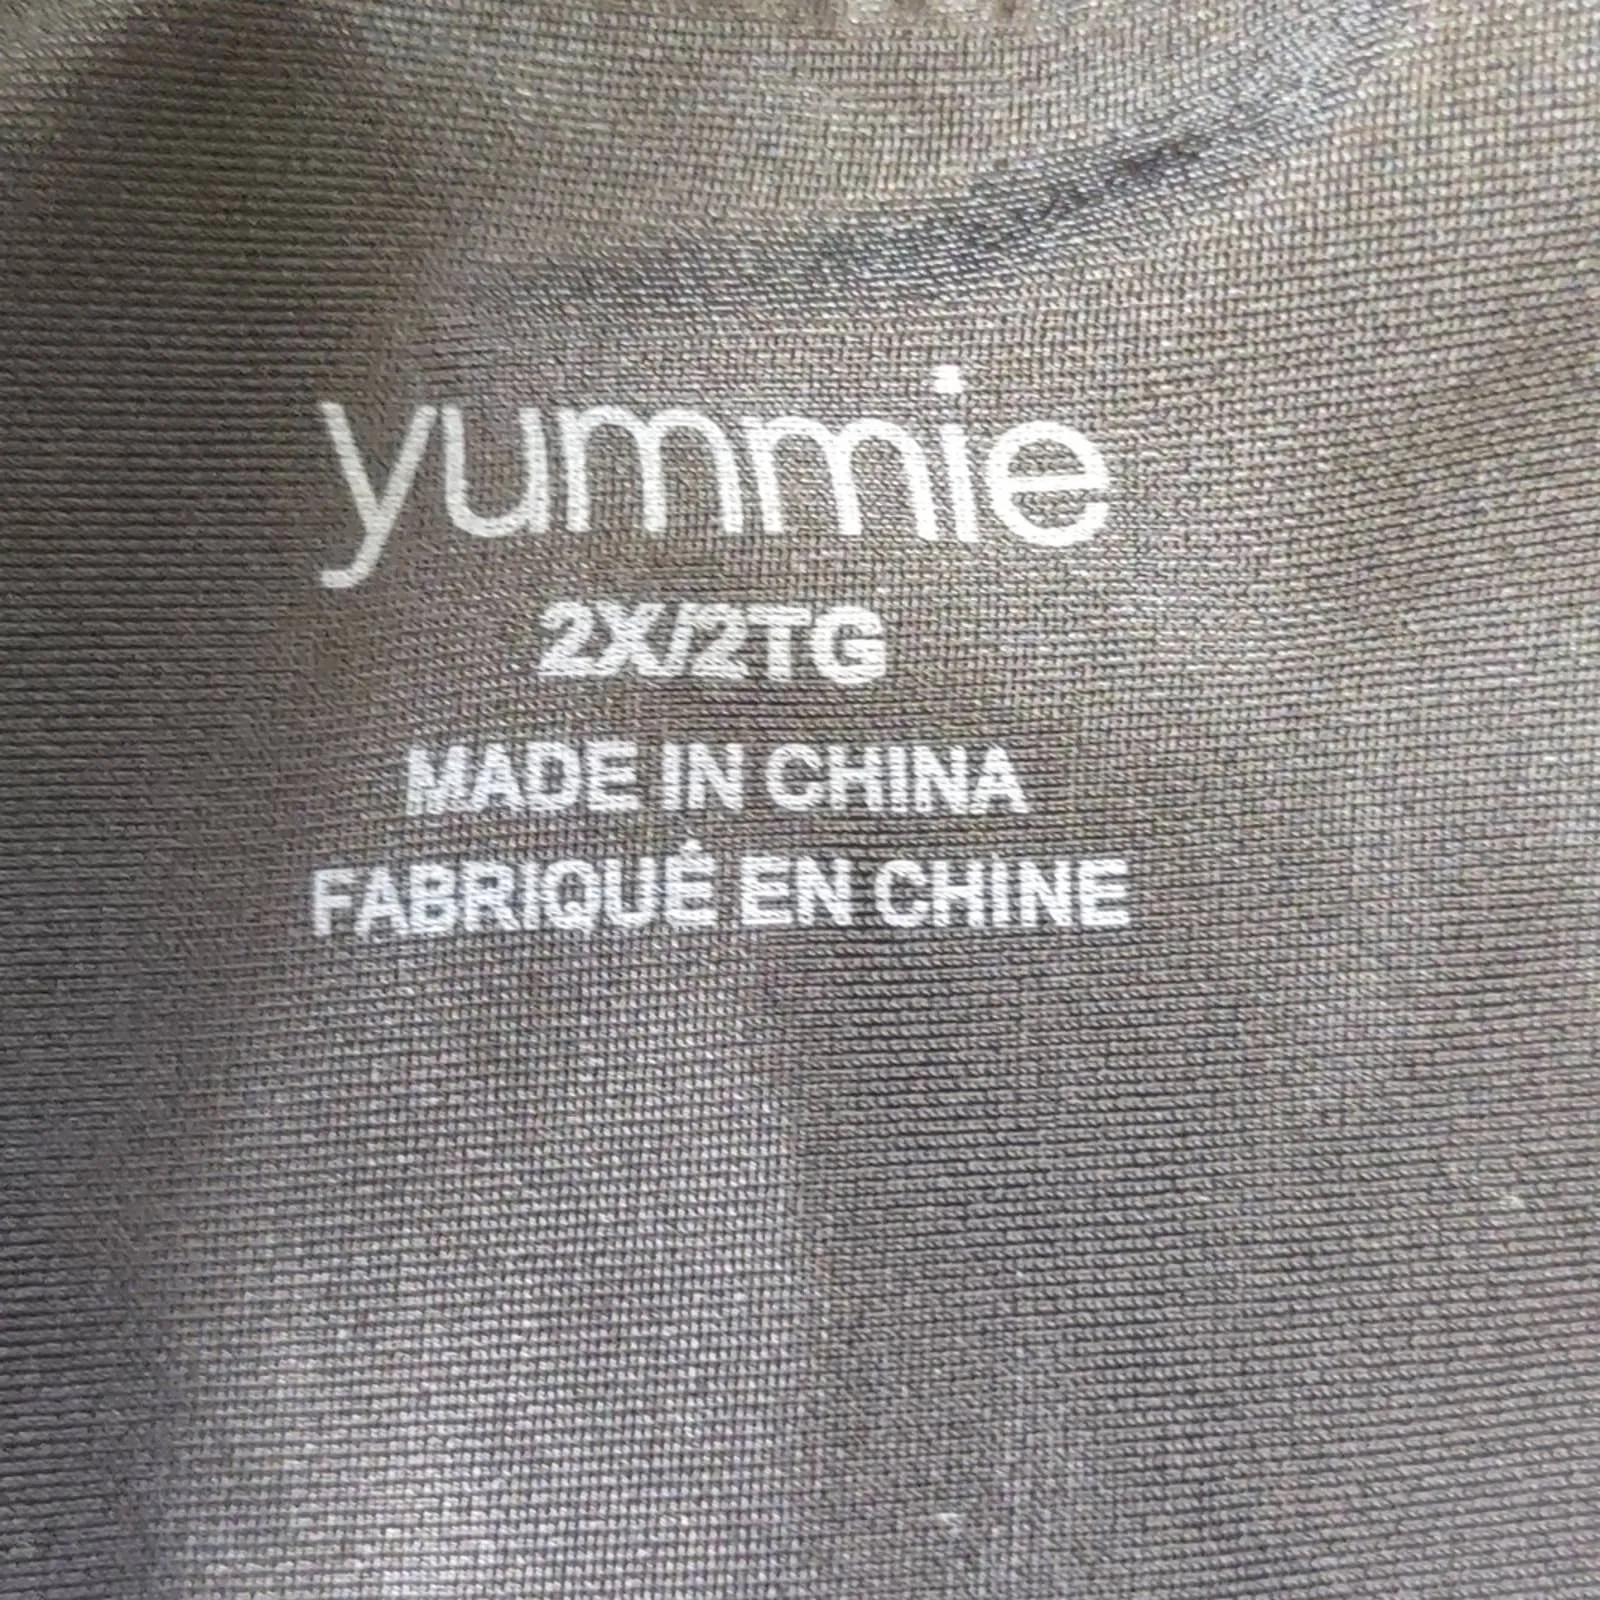 yummie
2X/2TG
MADE IN CHINA
FABRIQUÉ EN CHINE